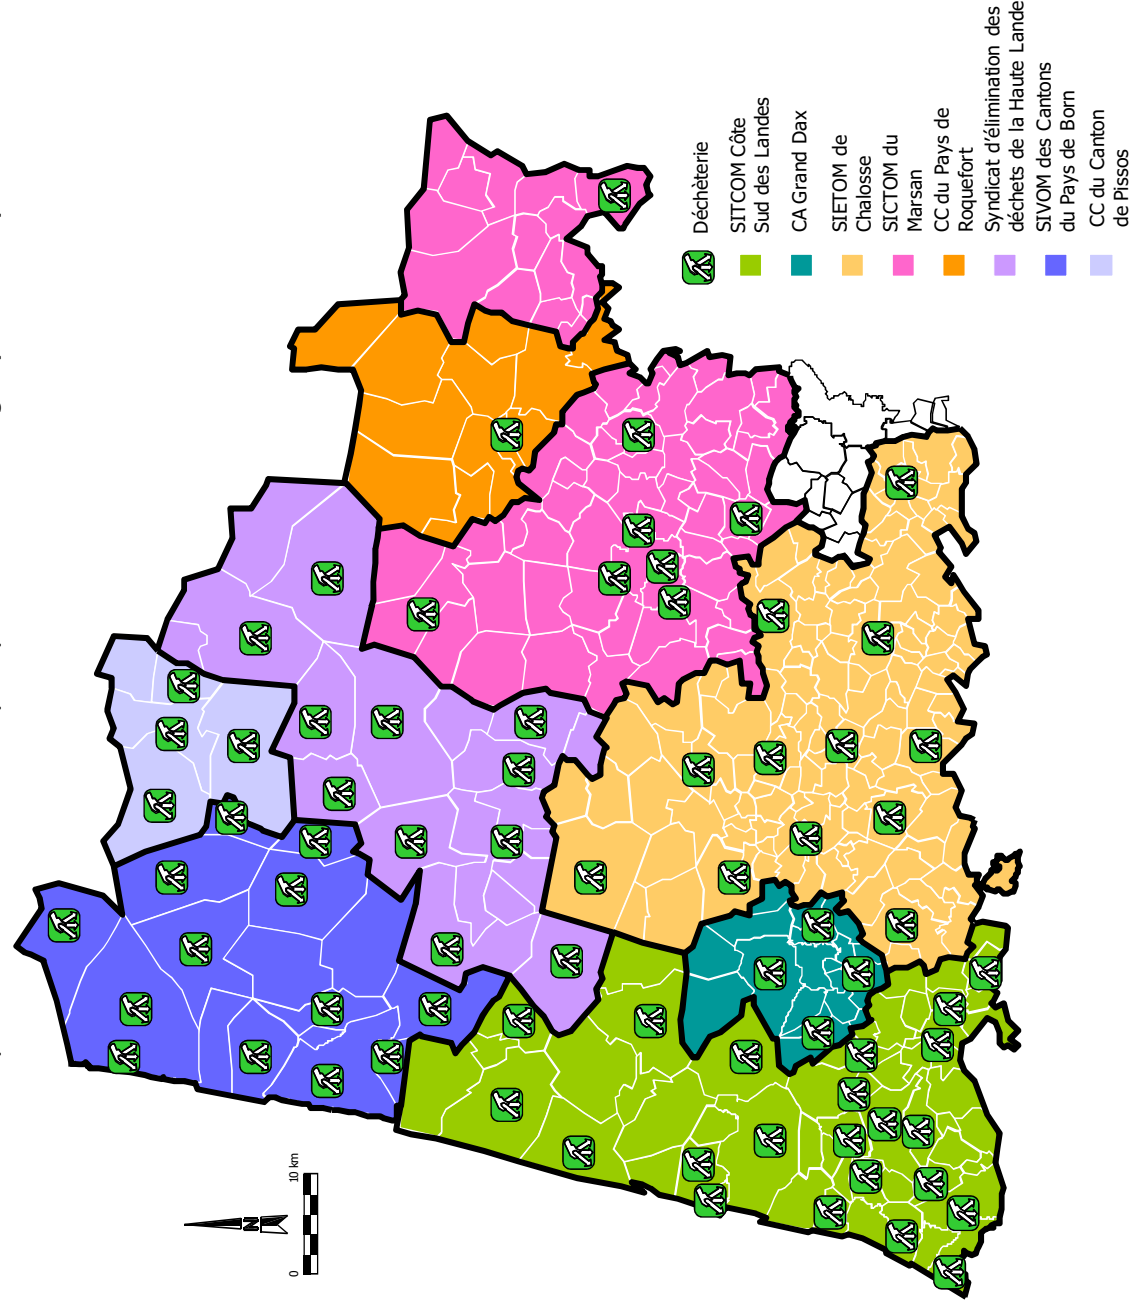 Déchèterie
SITCOM Côte
Sud des Landes
CA Grand Dax
SIETOM de
Chalosse
SICTOM du
Marsan
CC du Pays de
Roquefort
Syndicat d'élimination des
déchets de la Haute Lande
SIVOM des Cantons
du Pays de Born
CC du Canton
de Pissos
N
0 10 km